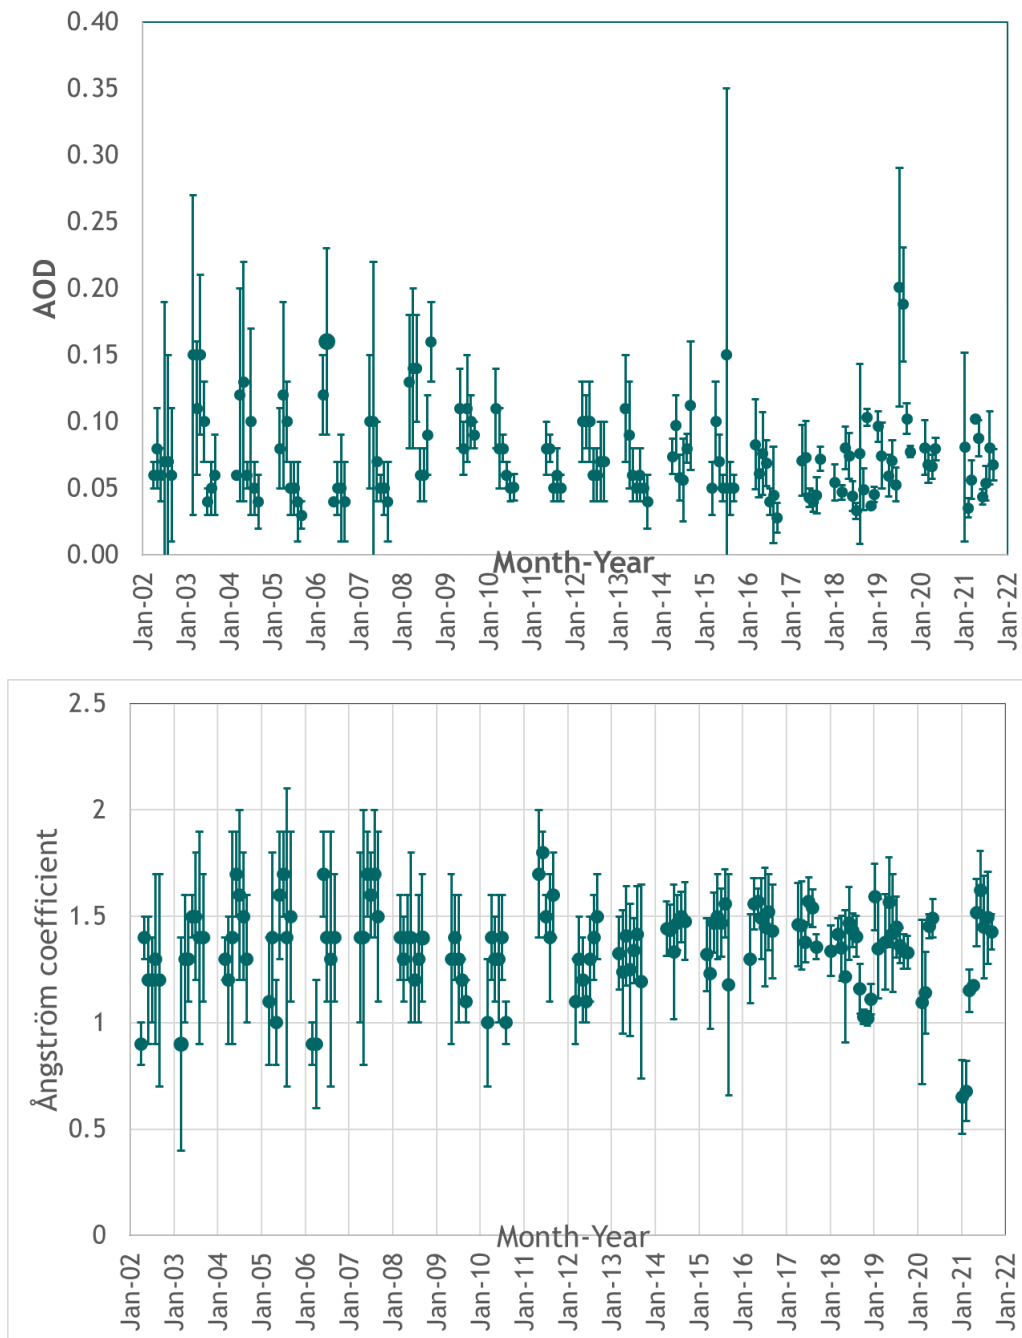 0.40
0.35
0.30
0.25
0.20
0.15
0.10
0.05
0.00
AOD
Month-Year
Jan-02
Jan-03
Jan-04
Jan-05
Jan-06
Jan-07
Jan-08
Jan-09
Jan-10
Jan-11
Jan-12
Jan-13
Jan-14
Jan-15
Jan-16
Jan-17
Jan-18
Jan-19
Jan-20
Jan-21
Jan-22
2.5
2
1.5
1
0.5
0
Ångström coefficient
Month-Year
Jan-02
Jan-03
Jan-04
Jan-05
Jan-06
Jan-07
Jan-08
Jan-09
Jan-10
Jan-11
Jan-12
Jan-13
Jan-14
Jan-15
Jan-16
Jan-17
Jan-18
Jan-19
Jan-20
Jan-21
Jan-22